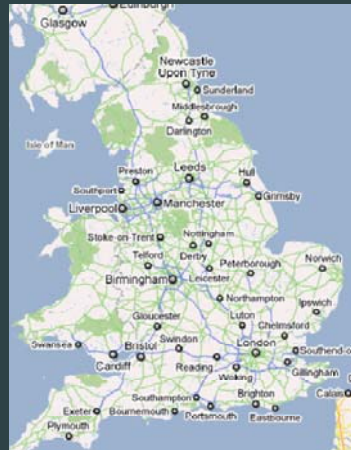 Edinburgh
Glasgow
Newcastle
Upon Tyne
Sunderland
Middlesbrough
Darlington
Isle of Man
Preston
Leeds
Hull
Southport
Grimsby
Liverpool
Manchester
Stoke-on-Trent
Nottingham
Derby
Telford
Norwich
Peterborough
Leicester
Birmingham
Northampton
Ipswich
Gloucester
Luton
Chelmsford
Swansea
Swindon
Bristol
London
Southend-o
Cardiff
Reading
Gillingham
Woking
Southampton
Brighton
Calais
Exeter
Bournemouth
Portsmouth
Eastbourne
Plymouth